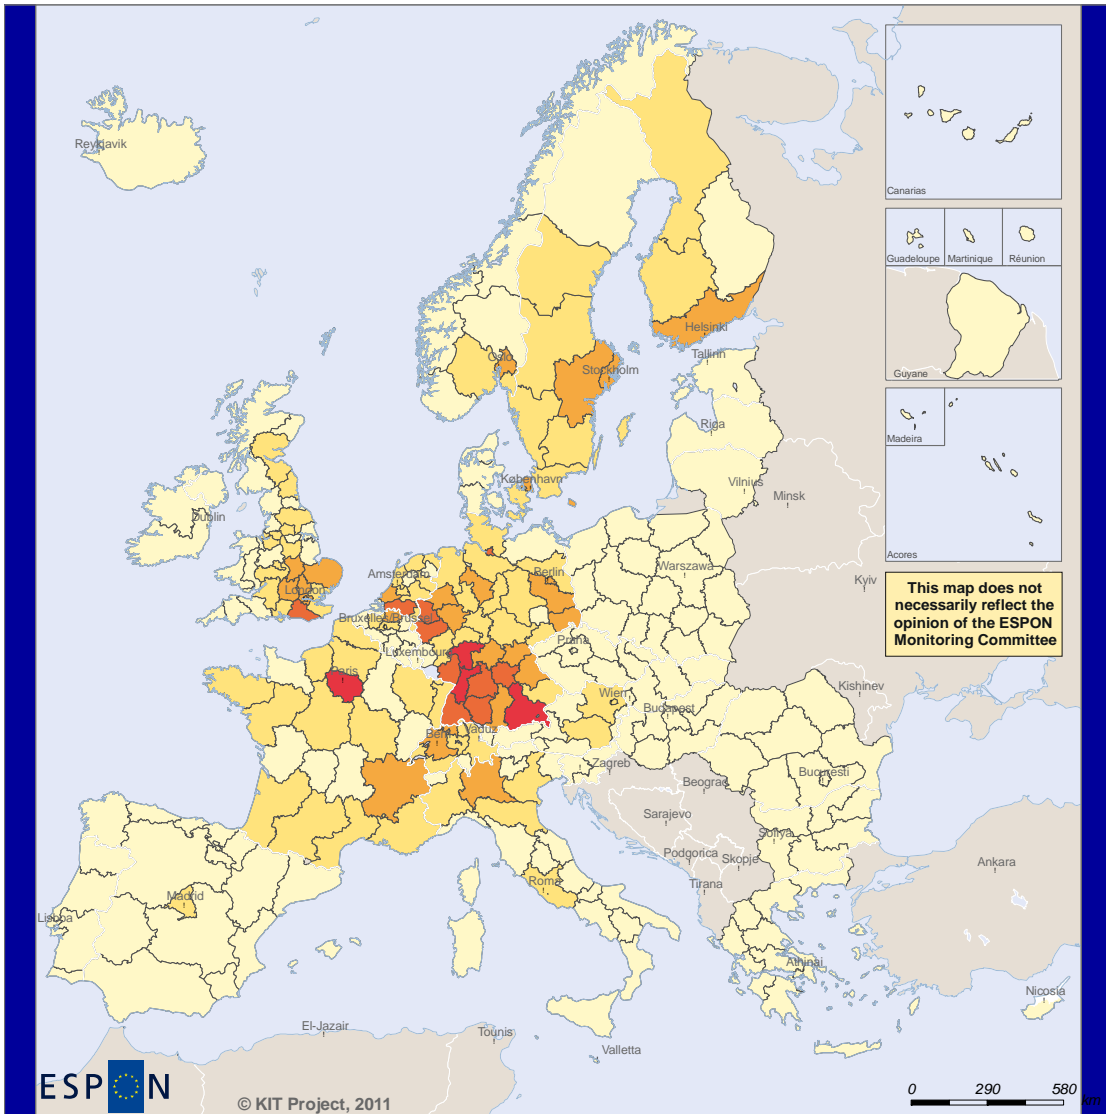 Reykjavik
Canarias
Guadeloupe
Martinique
Réunion
Guyane
Madeira
Acores
This map does not
necessarily reflect the
opinion of the ESPON
Monitoring Committee
Helsinki
Oslo
Stockholm
Tallinn
Riga
København
Vilnius
Minsk
Dublin
London
Amsterdam
Berlin
Warszawa
Kyiv
Bruxelles/Brussel
Luxembourg
Praha
Paris
Wien
Kishinev
Bern
Vaduz
Budapest
Zagreb
Beograd
Bucuresti
Sarajevo
Sofiya
Podgorica
Skopje
Tirana
Ankara
Roma
Madrid
Lisboa
Athinai
Nicosia
El-Jazair
Tounis
Valletta
ESPON
© KIT Project, 2011
0 290 580
km